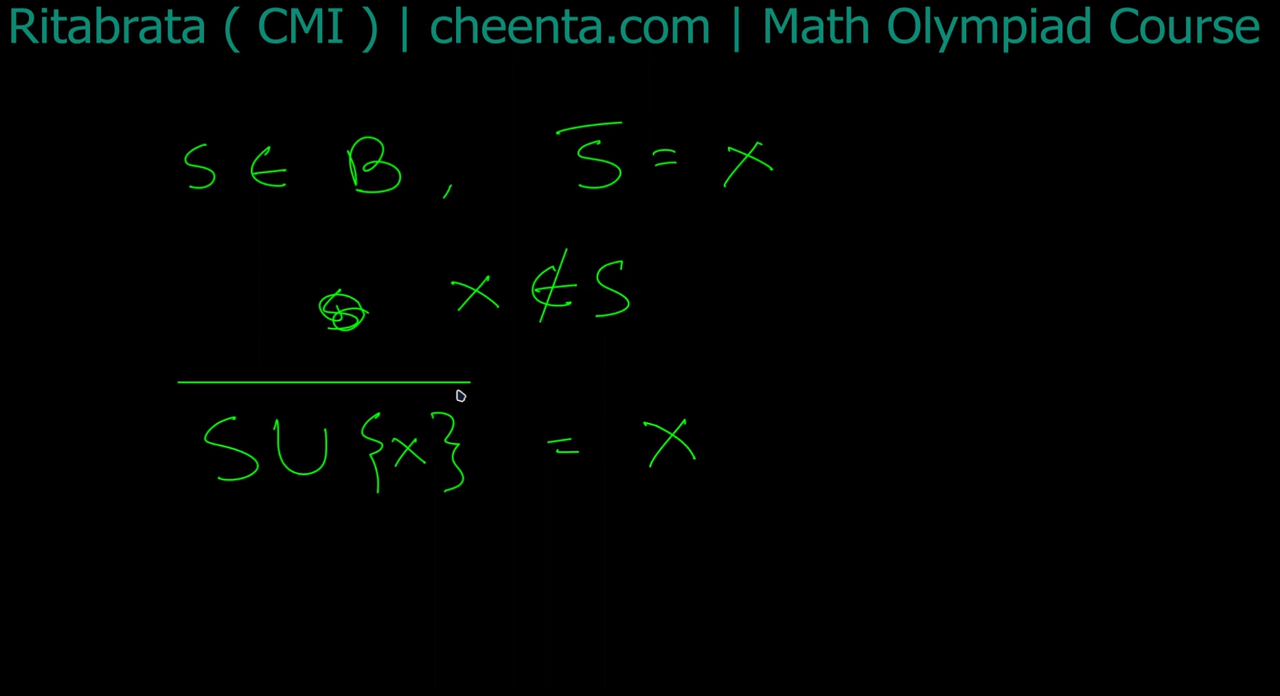 Ritabrata ( CMI ) | cheenta.com | Math Olympiad Course
S ∈ B , S̅ = x
x ∉ S
S̅ ̅∪̅ ̅{̅x̅}̅ = x